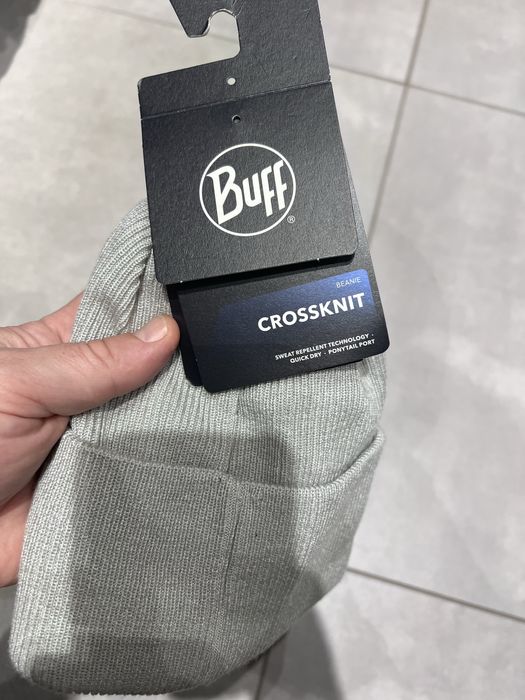 BUFF®
BEANIE
CROSSKNIT
SWEAT REPELLENT TECHNOLOGY ·
QUICK DRY · PONYTAIL PORT